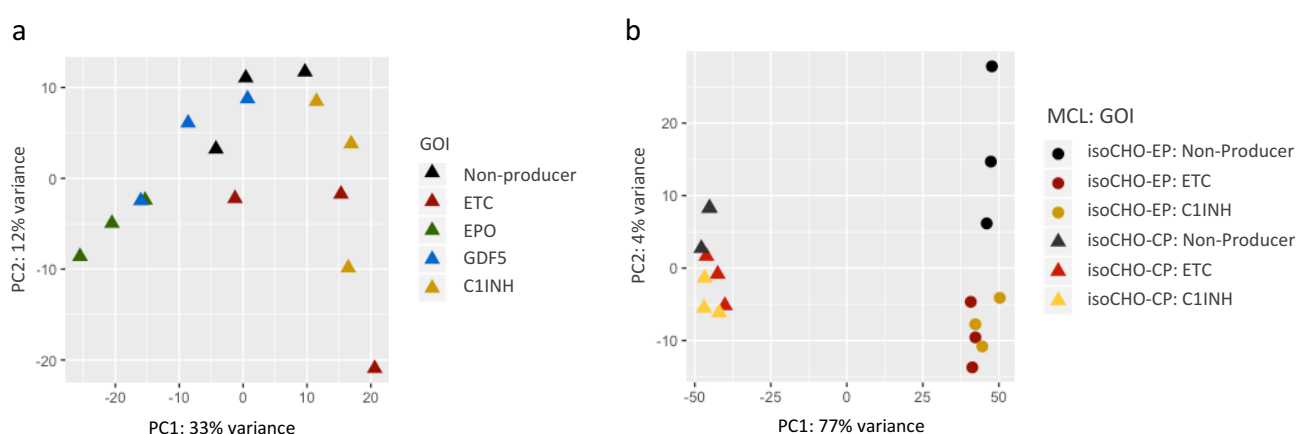 a
10
0
-10
-20
-20
-10
0
10
20
PC2: 12% variance
PC1: 33% variance
GOI
Non-producer
ETC
EPO
GDF5
C1INH
b
20
10
0
-10
-50
-25
0
25
50
PC2: 4% variance
PC1: 77% variance
MCL: GOI
isoCHO-EP: Non-Producer
isoCHO-EP: ETC
isoCHO-EP: C1INH
isoCHO-CP: Non-Producer
isoCHO-CP: ETC
isoCHO-CP: C1INH